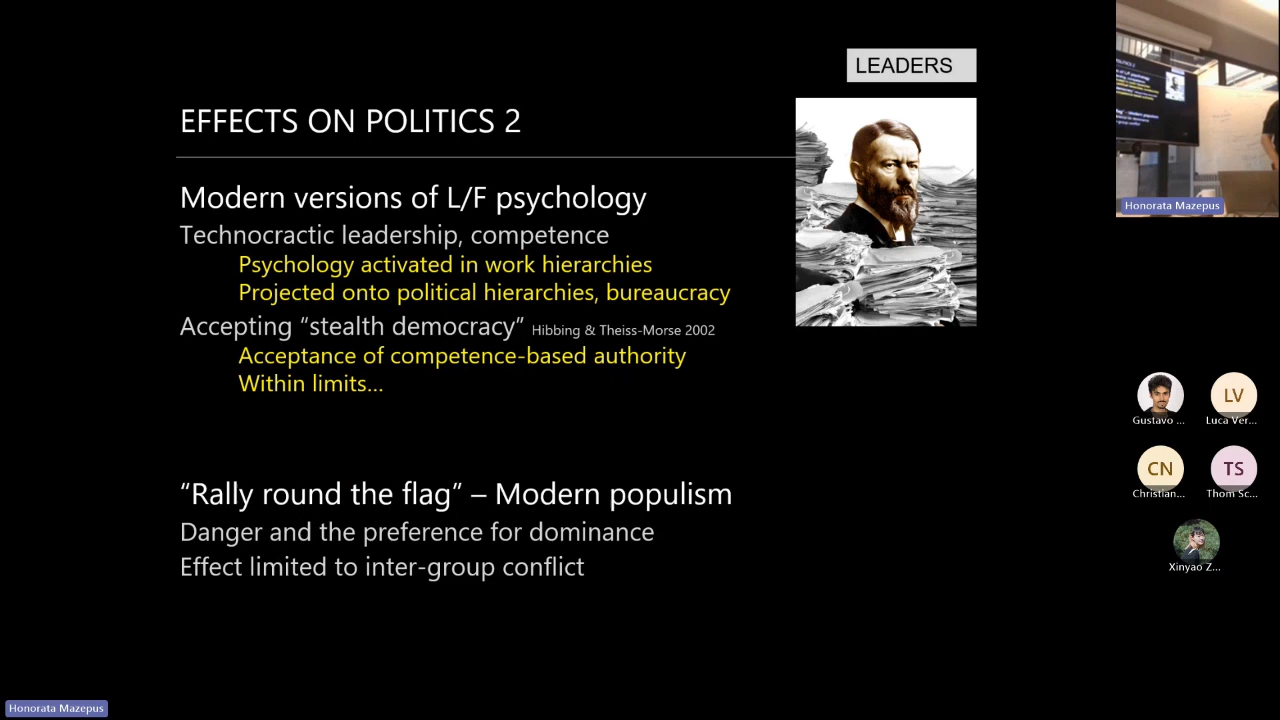 LEADERS
EFFECTS ON POLITICS 2
Modern versions of L/F psychology
Technocractic leadership, competence
Psychology activated in work hierarchies
Projected onto political hierarchies, bureaucracy
Accepting “stealth democracy” Hibbing & Theiss-Morse 2002
Acceptance of competence-based authority
Within limits...
“Rally round the flag” – Modern populism
Danger and the preference for dominance
Effect limited to inter-group conflict
Honorata Mazepus
Gustavo ...
LV
Luca Ver...
CN
Christian...
TS
Thom Sc...
Xinyao Z...
Honorata Mazepus